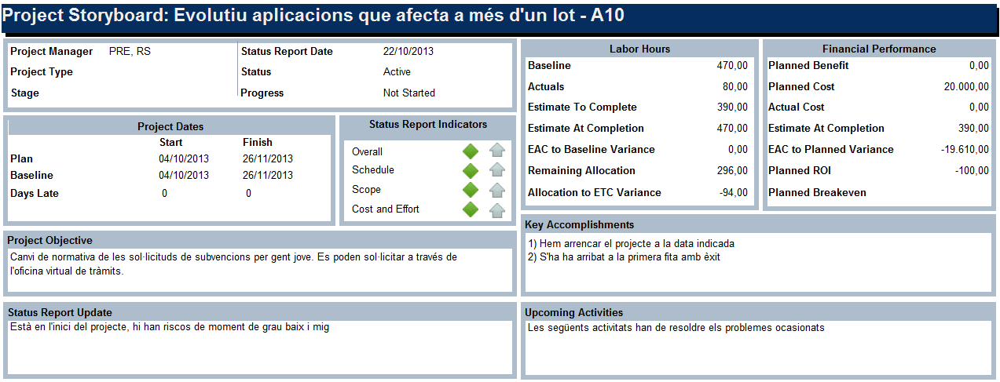 Project Storyboard: Evolutiu aplicacions que afecta a més d'un lot - A10
Project Manager PRE, RS
Project Type
Stage
Status Report Date 22/10/2013
Status Active
Progress Not Started
Project Dates
Start Finish
Plan 04/10/2013 26/11/2013
Baseline 04/10/2013 26/11/2013
Days Late 0 0
Status Report Indicators
Overall
Schedule
Scope
Cost and Effort
Labor Hours
Baseline 470,00
Actuals 80,00
Estimate To Complete 390,00
Estimate At Completion 470,00
EAC to Baseline Variance 0,00
Remaining Allocation 296,00
Allocation to ETC Variance -94,00
Financial Performance
Planned Benefit 0,00
Planned Cost 20.000,00
Actual Cost 0,00
Estimate At Completion 390,00
EAC to Planned Variance -19.610,00
Planned ROI -100,00
Planned Breakeven
Project Objective
Canvi de normativa de les sol·licituds de subvencions per gent jove. Es poden sol·licitar a través de
l'oficina virtual de tràmits.
Key Accomplishments
1) Hem arrencar el projecte a la data indicada
2) S'ha ha arribat a la primera fita amb èxit
Status Report Update
Està en l'inici del projecte, hi han riscos de moment de grau baix i mig
Upcoming Activities
Les següents activitats han de resoldre els problemes ocasionats